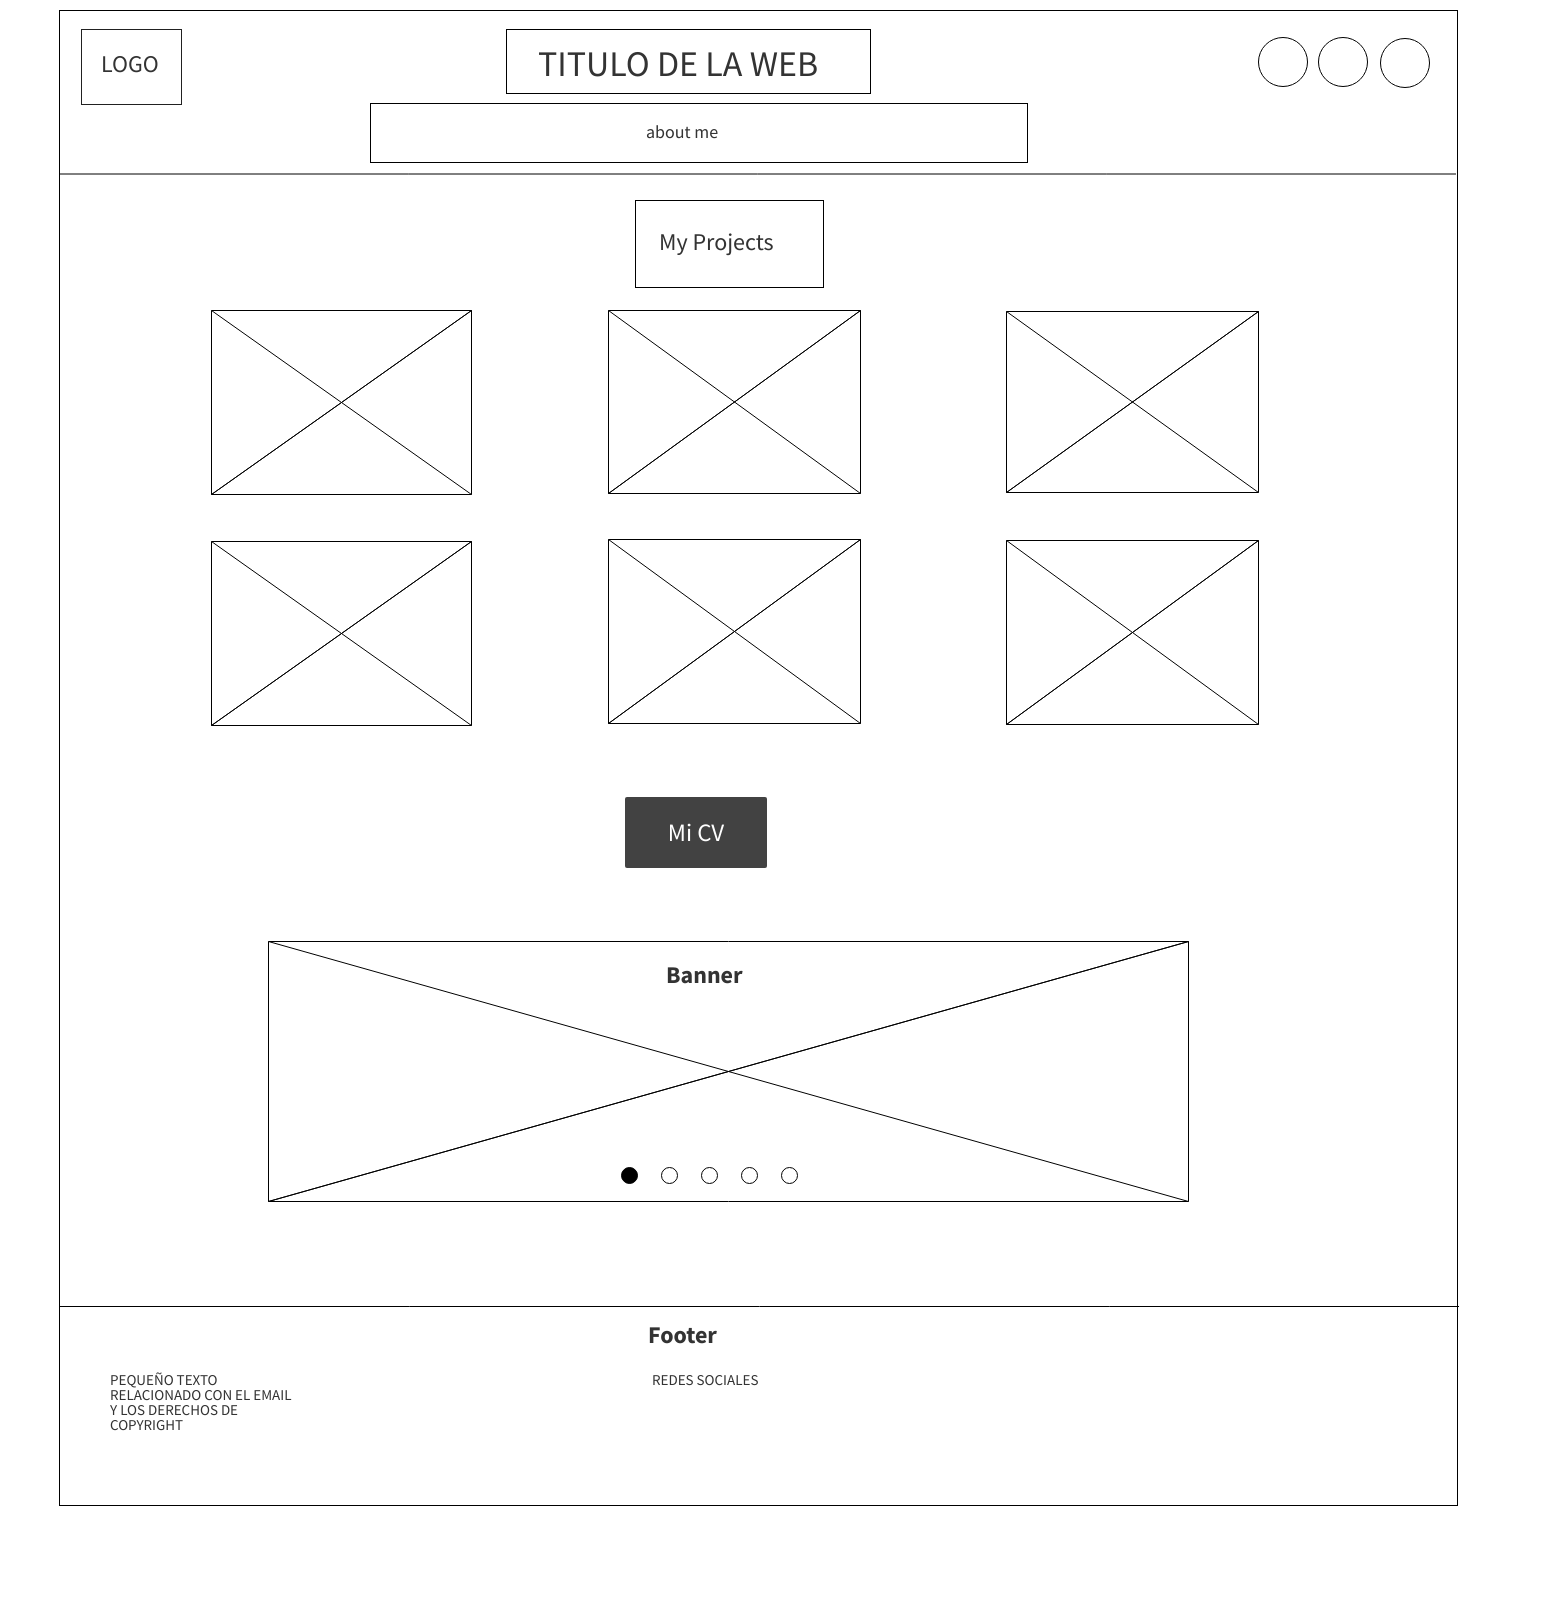 LOGO
TITULO DE LA WEB
about me
My Projects
Mi CV
Banner
Footer
PEQUEÑO TEXTO
RELACIONADO CON EL EMAIL
Y LOS DERECHOS DE
COPYRIGHT
REDES SOCIALES